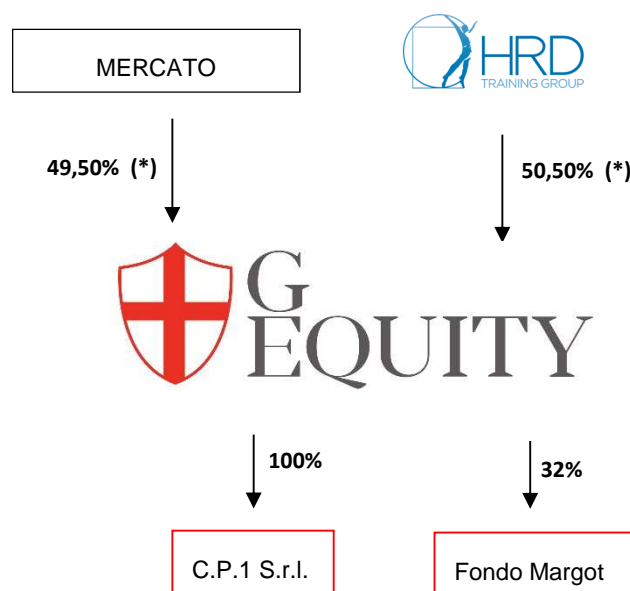 MERCATO
HRD
TRAINING GROUP
49,50% (*)
50,50% (*)
G
EQUITY
100%
32%
C.P.1 S.r.l.
Fondo Margot